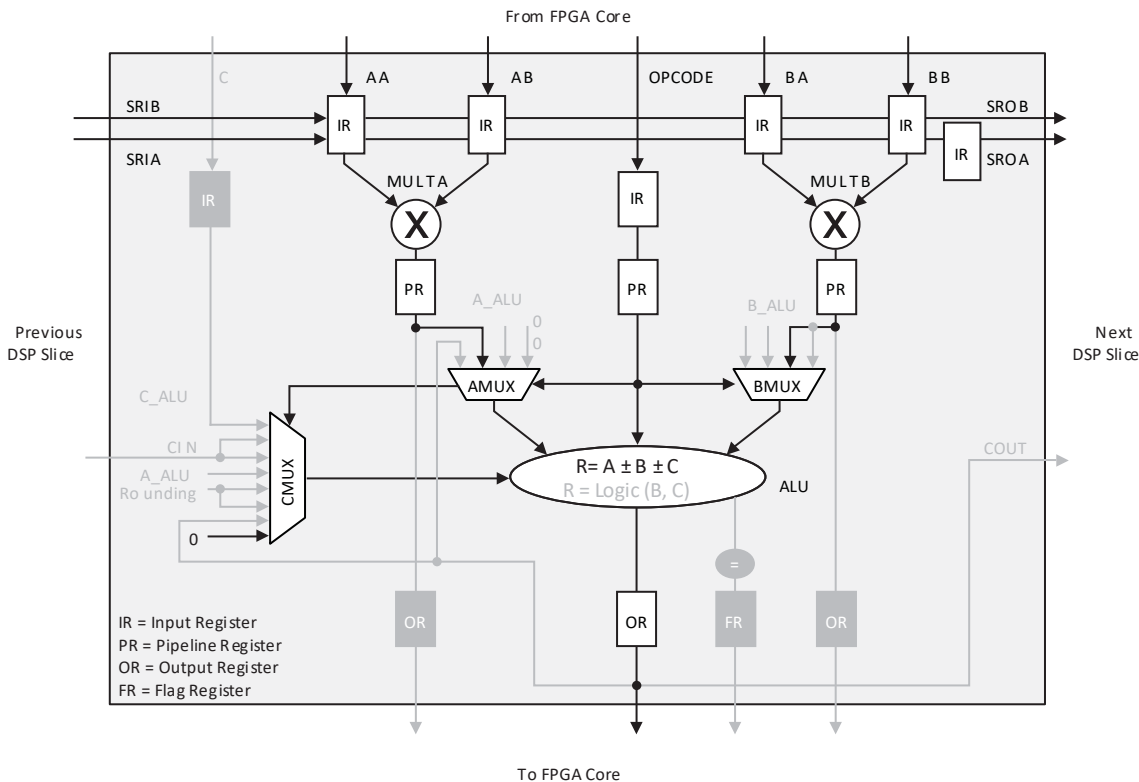 From FPGA Core
C
AA
AB
OPCODE
BA
BB
SRIB
SROB
IR
IR
IR
IR
SRIA
IR
SROA
IR
IR
MULTA
MULTB
X
X
PR
PR
PR
A_ALU
B_ALU
0
0
Previous
DSP Slice
Next
DSP Slice
AMUX
BMUX
C_ALU
CIN
COUT
A_ALU
Rounding
CMUX
R= A ± B ± C
R = Logic (B, C)
ALU
0
=
OR
OR
FR
OR
IR = Input Register
PR = Pipeline Register
OR = Output Register
FR = Flag Register
To FPGA Core